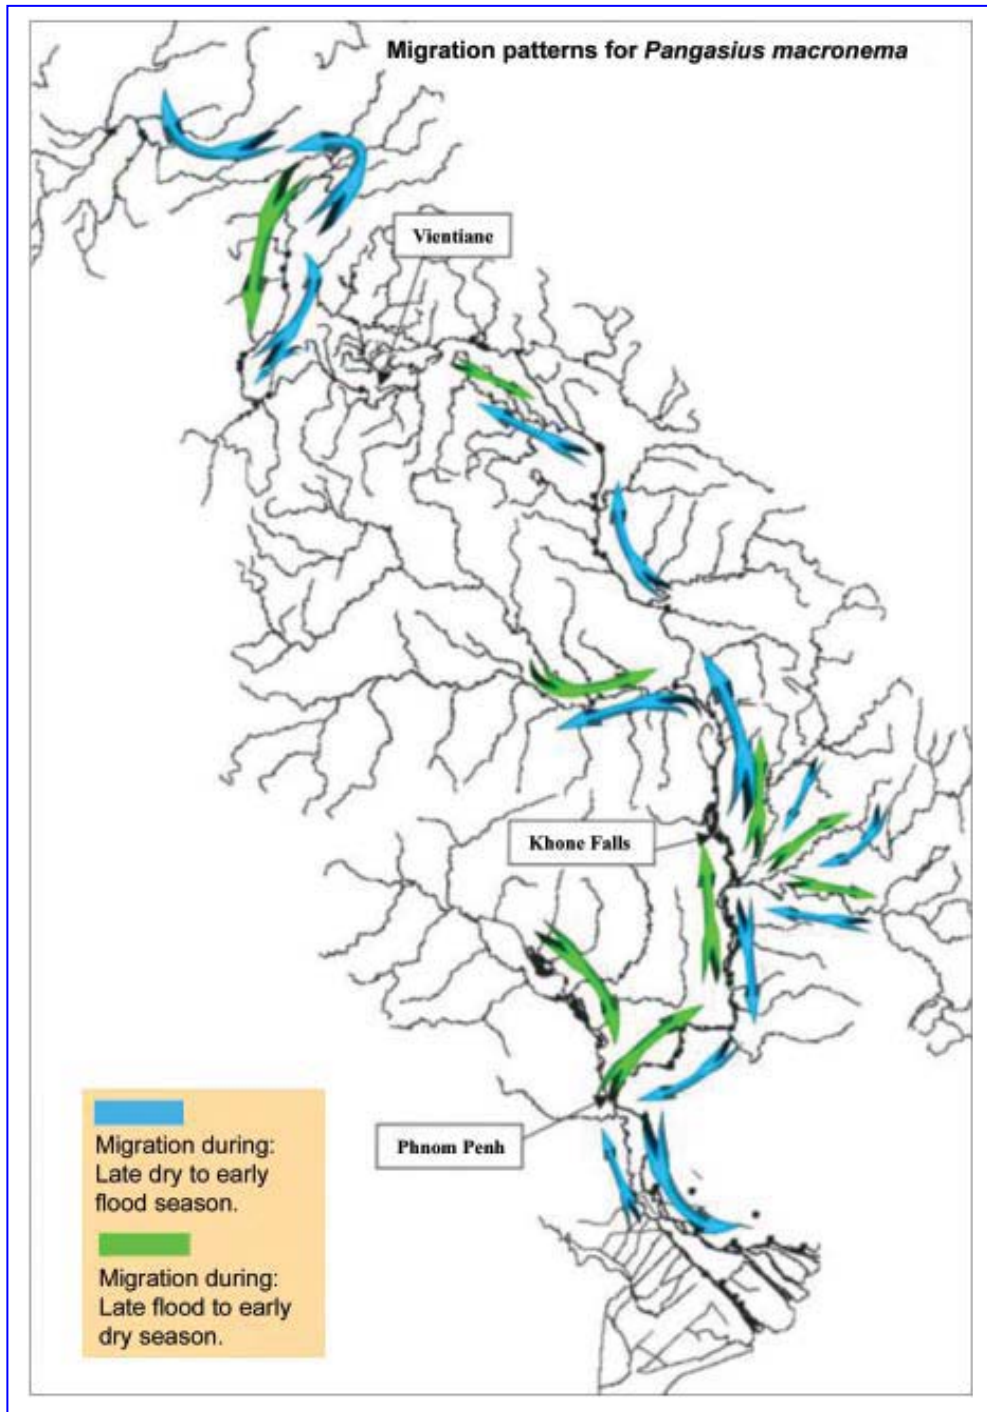 Migration patterns for Pangasius macronema
Vientiane
Khone Falls
Phnom Penh
Migration during:
Late dry to early
flood season.
Migration during:
Late flood to early
dry season.